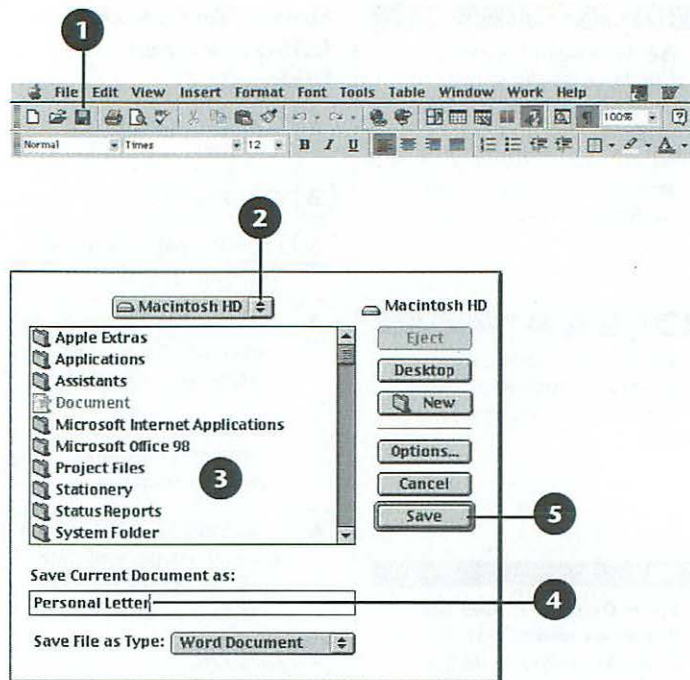 1
File Edit View Insert Format Font Tools Table Window Work Help
100%
Normal Times 12 B I U A
2
Macintosh HD
Macintosh HD
Apple Extras
Applications
Assistants
Document
Microsoft Internet Applications
Microsoft Office 98
Project Files
Stationery
Status Reports
System Folder
3
Eject
Desktop
New
Options...
Cancel
Save
5
Save Current Document as:
Personal Letter
4
Save File as Type: Word Document